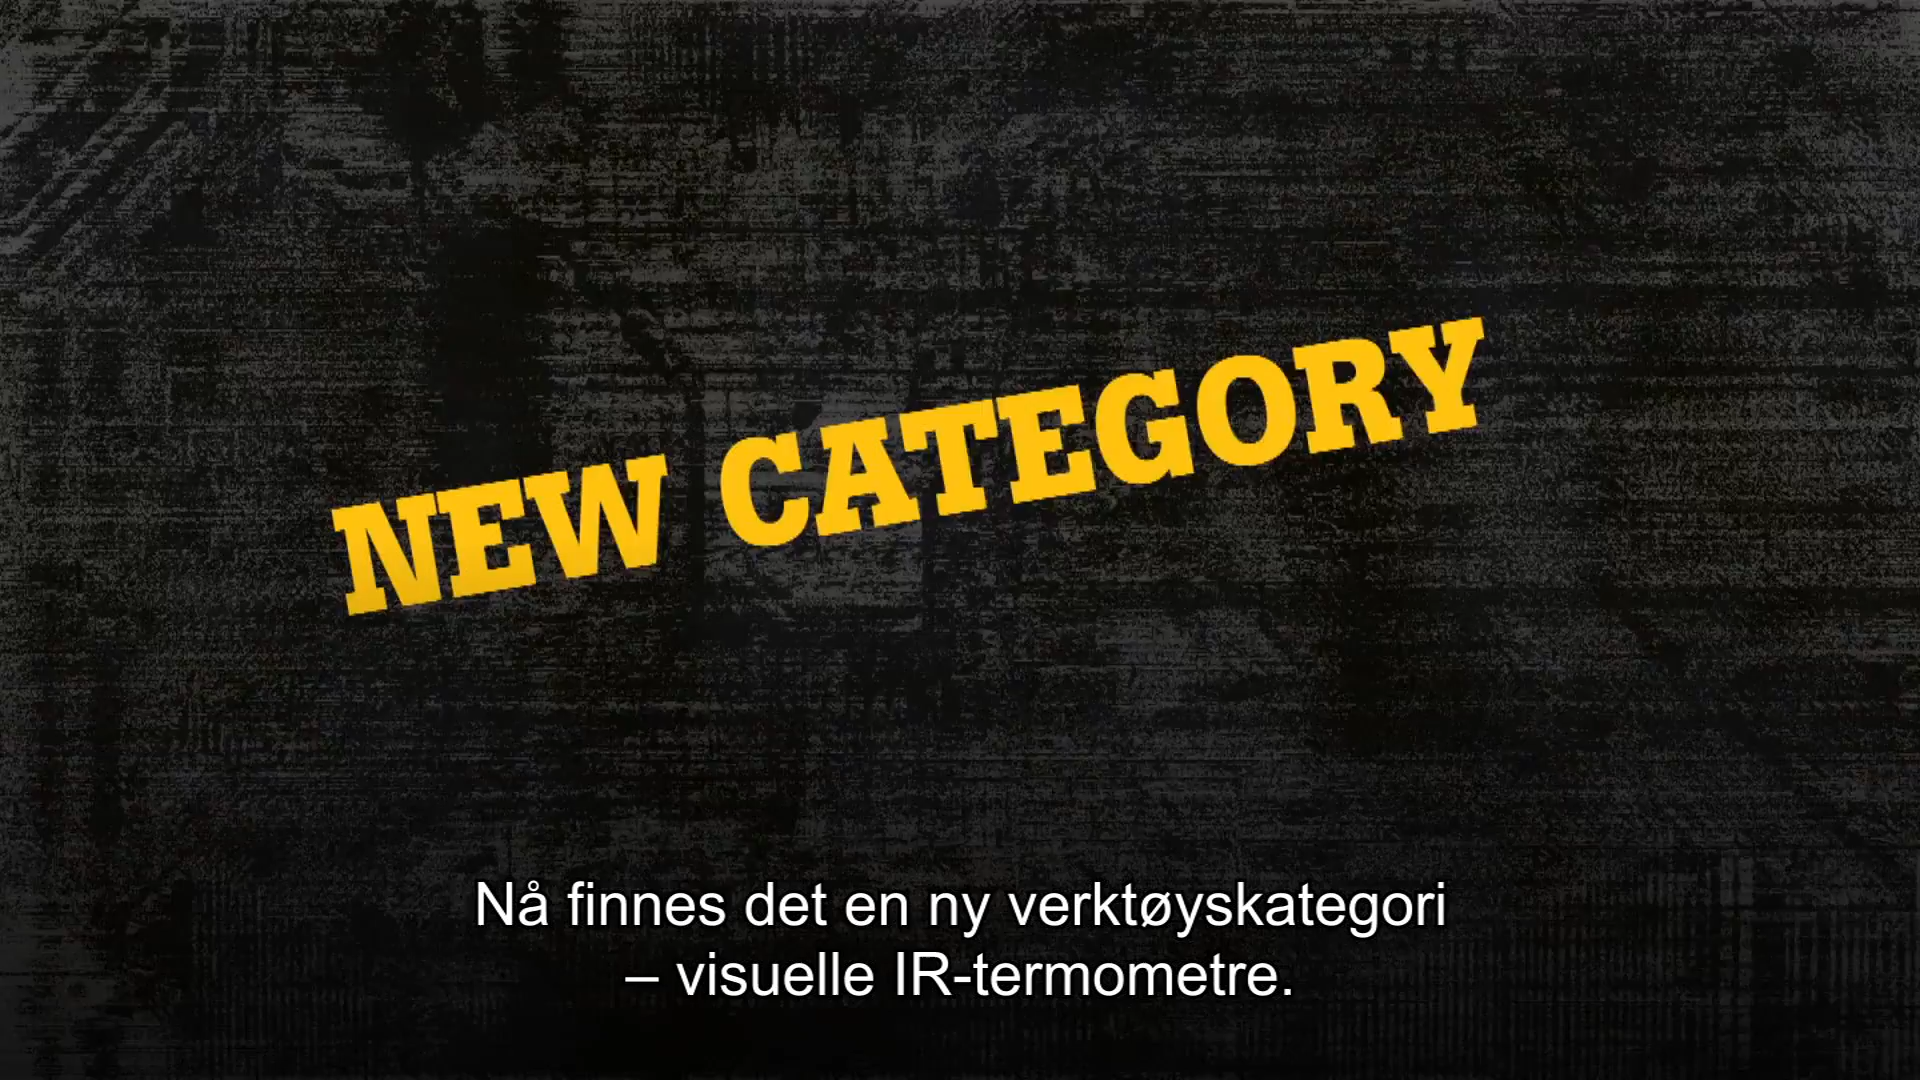 NEW CATEGORY
Nå finnes det en ny verktøyskategori
– visuelle IR-termometre.